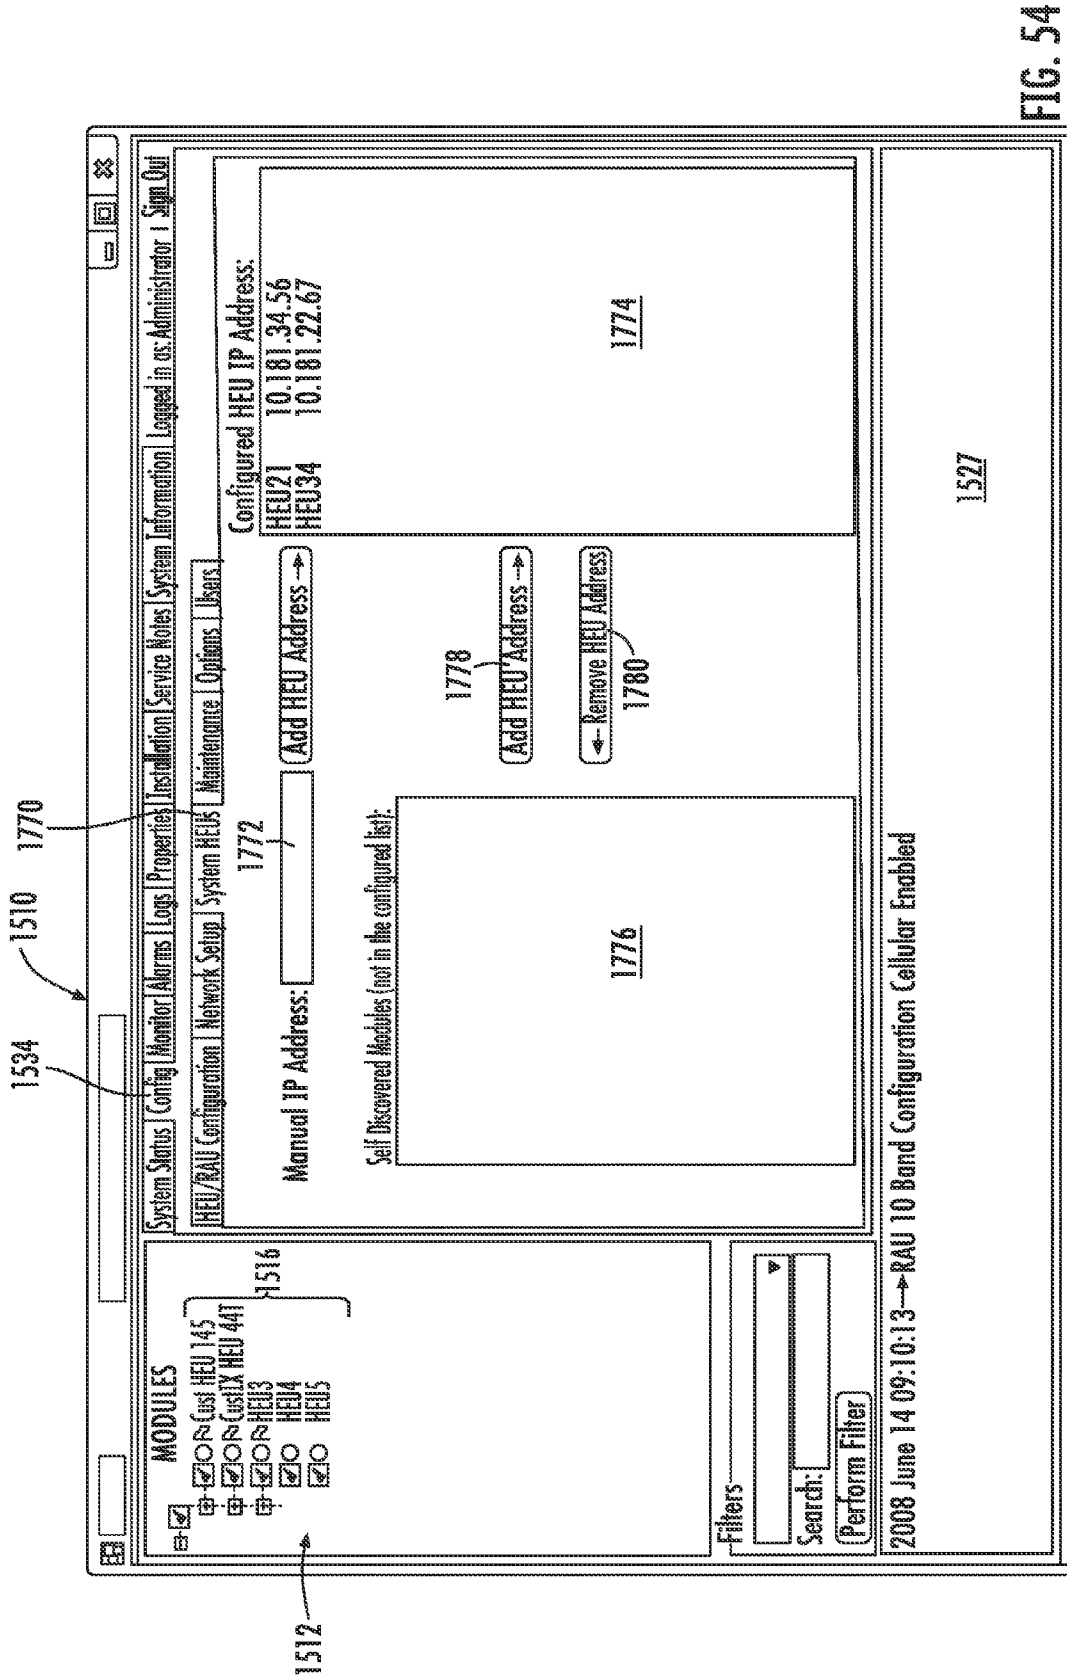 1510
1534
1770
System Status | Config | Monitor | Alarms | Logs | Properties | Installation | Service Notes | System Information | Logged in as: Administrator | Sign Out
HEU/RAU Configuration | Network Setup | System HEUs | Maintenance | Options | Users
MODULES
Cust HEU 145
CustIX HEU 441
HEU3
HEU4
HEU5
1516
1512
1772
Manual IP Address:
Add HEU Address →
Configured HEU IP Address:
HEU21 10.181.34.56
HEU34 10.181.22.67
Self Discovered Modules (not in the configured list):
1778
Add HEU Address →
← Remove HEU Address
1780
1776
1774
Filters
Search:
Perform Filter
2008 June 14 09:10:13→RAU 10 Band Configuration Cellular Enabled
1527
FIG. 54